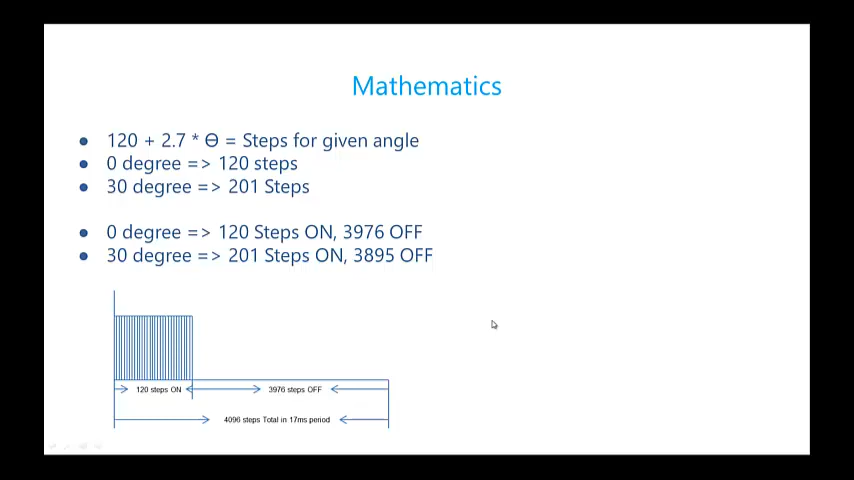 Mathematics
120 + 2.7 * Ө = Steps for given angle
0 degree => 120 steps
30 degree => 201 Steps
0 degree => 120 Steps ON, 3976 OFF
30 degree => 201 Steps ON, 3895 OFF
120 steps ON 3976 steps OFF
4096 steps Total in 17ms period